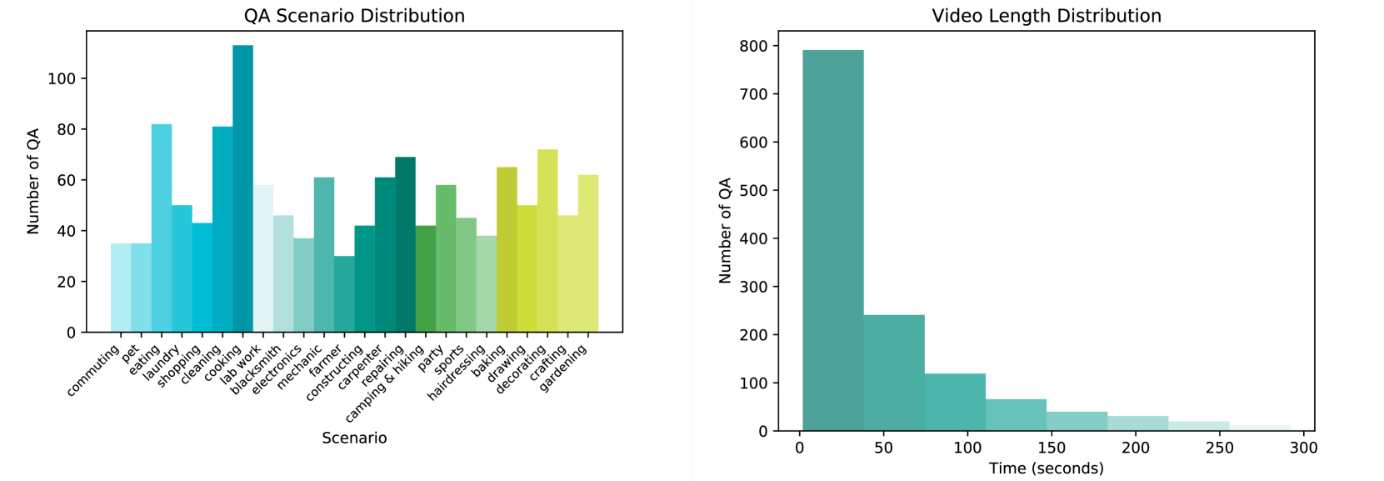 QA Scenario Distribution
Number of QA
100
80
60
40
20
0
commuting
pet
eating
laundry
shopping
cleaning
cooking
lab work
blacksmith
electronics
mechanic
farmer
constructing
carpenter
repairing
camping & hiking
party
sports
hairdressing
baking
drawing
decorating
crafting
gardening
Scenario
Video Length Distribution
Number of QA
800
700
600
500
400
300
200
100
0
0 50 100 150 200 250 300
Time (seconds)